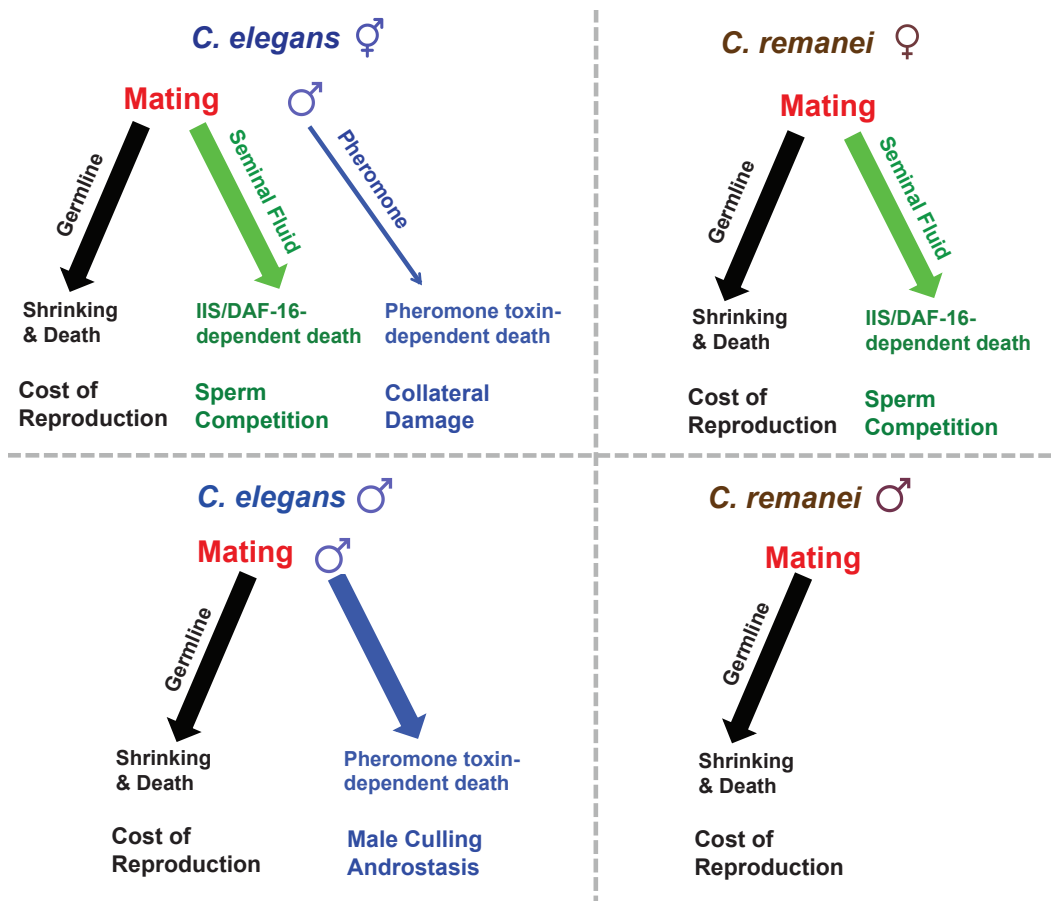 C. elegans ⚥
Mating ♂
Germline
Seminal Fluid
Pheromone
Shrinking
& Death
IIS/DAF-16-
dependent death
Pheromone toxin-
dependent death
Cost of
Reproduction
Sperm
Competition
Collateral
Damage
C. remanei ♀
Mating
Germline
Seminal Fluid
Shrinking
& Death
IIS/DAF-16-
dependent death
Cost of
Reproduction
Sperm
Competition
C. elegans ♂
Mating ♂
Germline
Shrinking
& Death
Pheromone toxin-
dependent death
Cost of
Reproduction
Male Culling
Androstasis
C. remanei ♂
Mating
Germline
Shrinking
& Death
Cost of
Reproduction